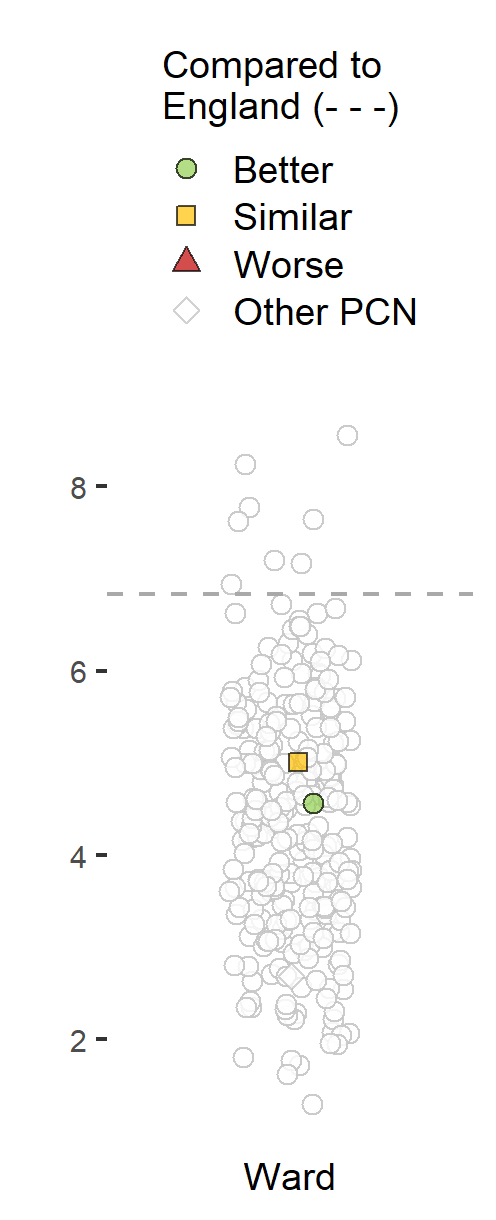 Compared to
England (- - -)
Better
Similar
Worse
Other PCN
8
6
4
2
Ward